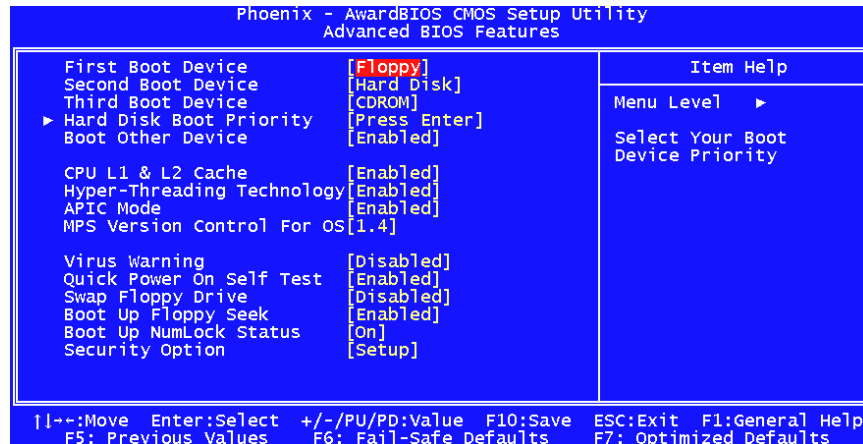 Phoenix - AwardBIOS CMOS Setup Utility
Advanced BIOS Features
First Boot Device [Floppy]
Second Boot Device [Hard Disk]
Third Boot Device [CDROM]
► Hard Disk Boot Priority [Press Enter]
Boot Other Device [Enabled]
CPU L1 & L2 Cache [Enabled]
Hyper-Threading Technology[Enabled]
APIC Mode [Enabled]
MPS Version Control For OS[1.4]
Virus Warning [Disabled]
Quick Power On Self Test [Enabled]
Swap Floppy Drive [Disabled]
Boot Up Floppy Seek [Enabled]
Boot Up NumLock Status [On]
Security Option [Setup]
Item Help
Menu Level ►
Select Your Boot
Device Priority
↑↓→←:Move Enter:Select +/-/PU/PD:Value F10:Save ESC:Exit F1:General Help
F5: Previous Values F6: Fail-Safe Defaults F7: Optimized Defaults